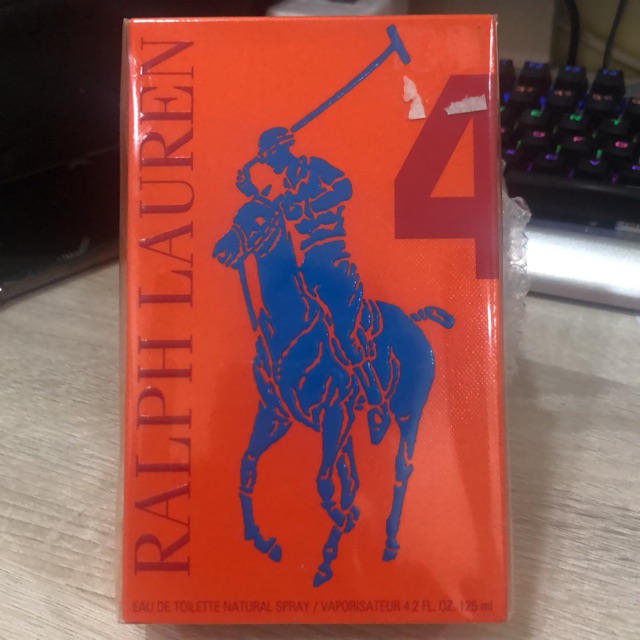 RALPH LAUREN
4
EAU DE TOILETTE NATURAL SPRAY / VAPORISATEUR 4.2 FL. OZ. 125 ml